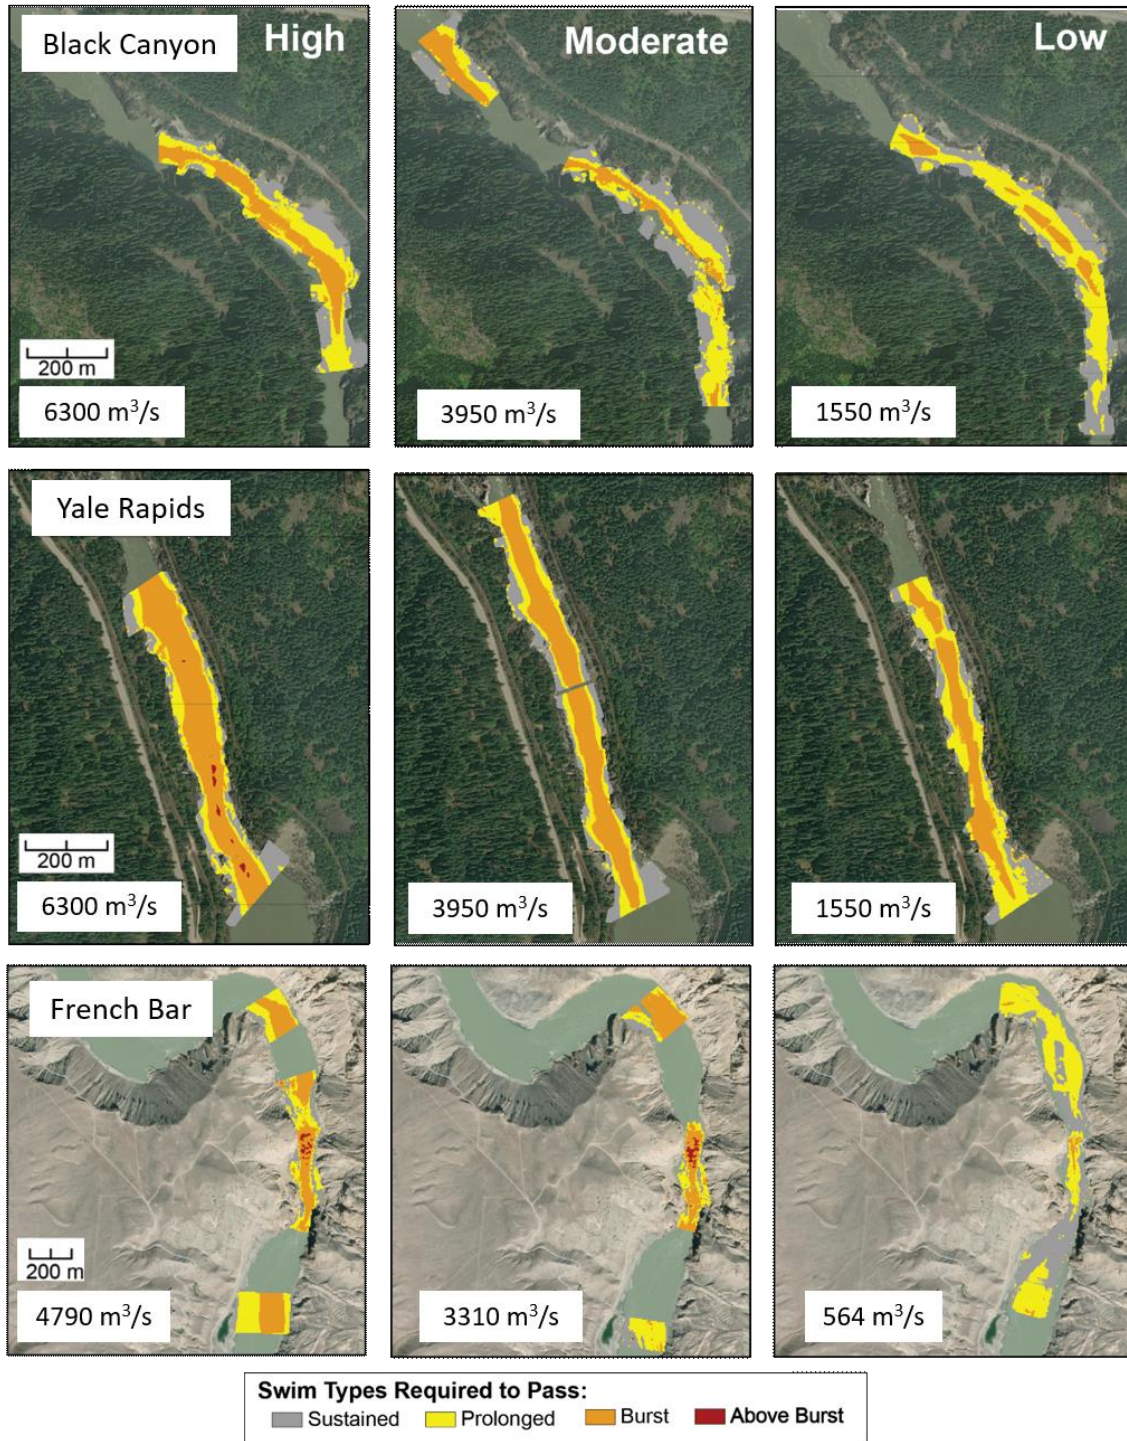 Black Canyon
High
Moderate
Low
200 m
6300 m³/s
3950 m³/s
1550 m³/s
Yale Rapids
200 m
6300 m³/s
3950 m³/s
1550 m³/s
French Bar
200 m
4790 m³/s
3310 m³/s
564 m³/s
Swim Types Required to Pass:
Sustained Prolonged Burst Above Burst